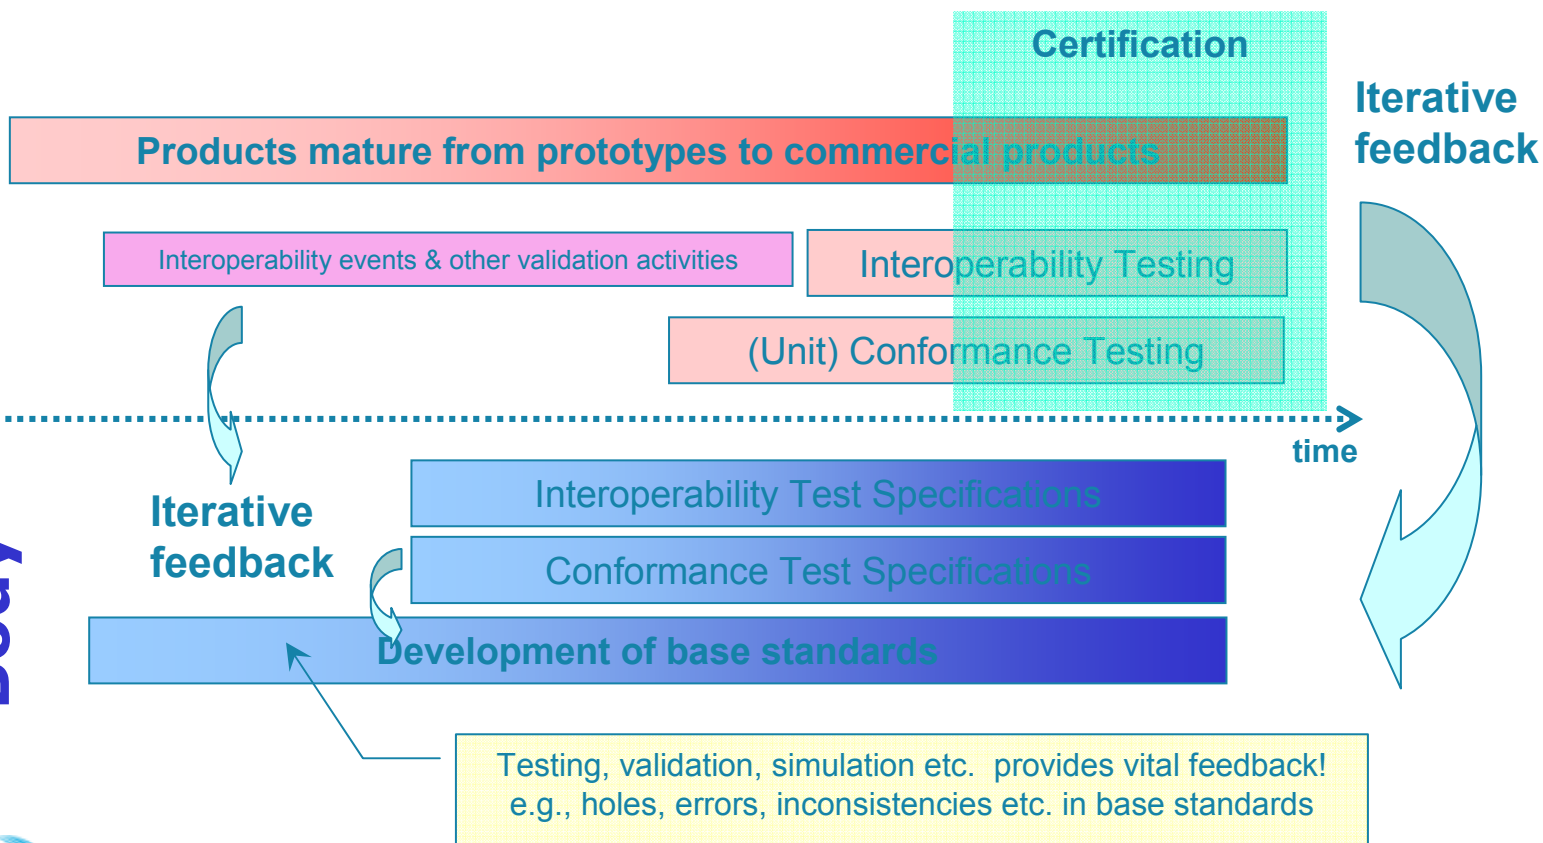 Certification
Iterative
feedback
Products mature from prototypes to commercial products
Interoperability events & other validation activities
Interoperability Testing
(Unit) Conformance Testing
time
Interoperability Test Specifications
Iterative
feedback
Conformance Test Specifications
Development of base standards
Testing, validation, simulation etc. provides vital feedback!
e.g., holes, errors, inconsistencies etc. in base standards